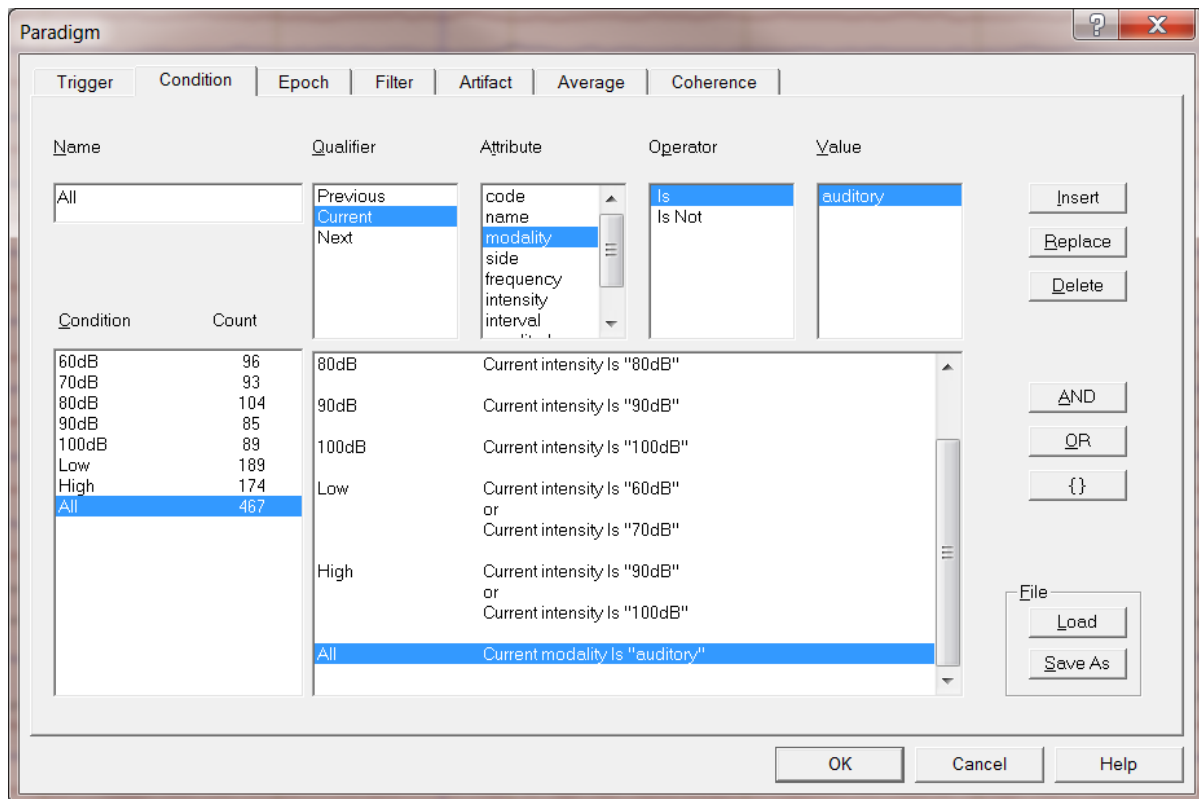 Paradigm
Trigger Condition Epoch Filter Artifact Average Coherence
Name Qualifier Attribute Operator Value
All
Previous
Current
Next
code
name
modality
side
frequency
intensity
interval
Is
Is Not
auditory
Insert
Replace
Delete
Condition Count
60dB 96
70dB 93
80dB 104
90dB 85
100dB 89
Low 189
High 174
All 467
80dB Current intensity Is "80dB"
90dB Current intensity Is "90dB"
100dB Current intensity Is "100dB"
Low Current intensity Is "60dB"
or
Current intensity Is "70dB"
High Current intensity Is "90dB"
or
Current intensity Is "100dB"
All Current modality Is "auditory"
AND
OR
{}
File
Load
Save As
OK Cancel Help